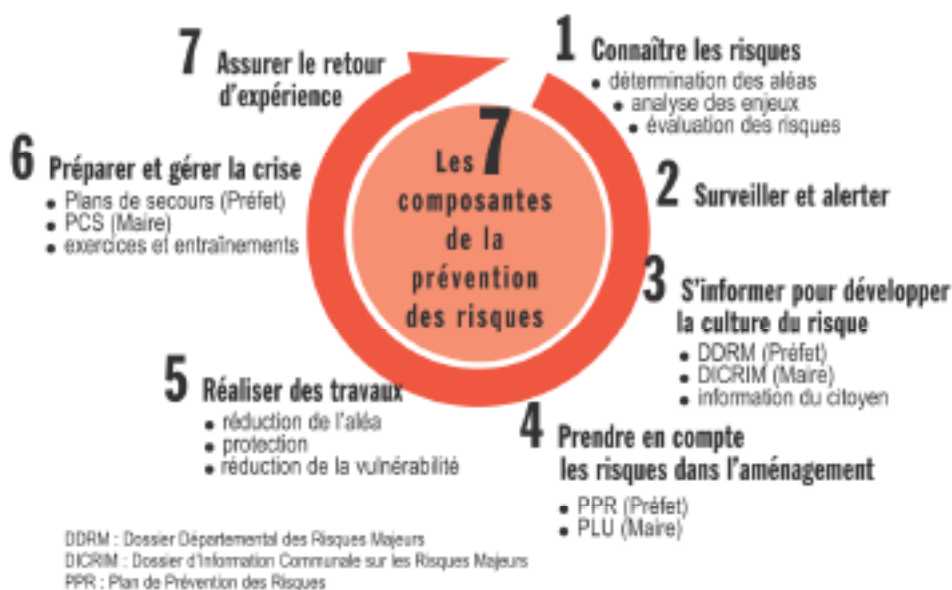 Les 7
composantes
de la
prévention
des risques
1 Connaître les risques
• détermination des aléas
• analyse des enjeux
• évaluation des risques
2 Surveiller et alerter
3 S'informer pour développer
la culture du risque
• DDRM (Préfet)
• DICRIM (Maire)
• information du citoyen
4 Prendre en compte
les risques dans l'aménagement
• PPR (Préfet)
• PLU (Maire)
5 Réaliser des travaux
• réduction de l'aléa
• protection
• réduction de la vulnérabilité
6 Préparer et gérer la crise
• Plans de secours (Préfet)
• PCS (Maire)
• exercices et entraînements
7 Assurer le retour
d'expérience
DDRM : Dossier Départemental des Risques Majeurs
DICRIM : Dossier d'Information Communale sur les Risques Majeurs
PPR : Plan de Prévention des Risques